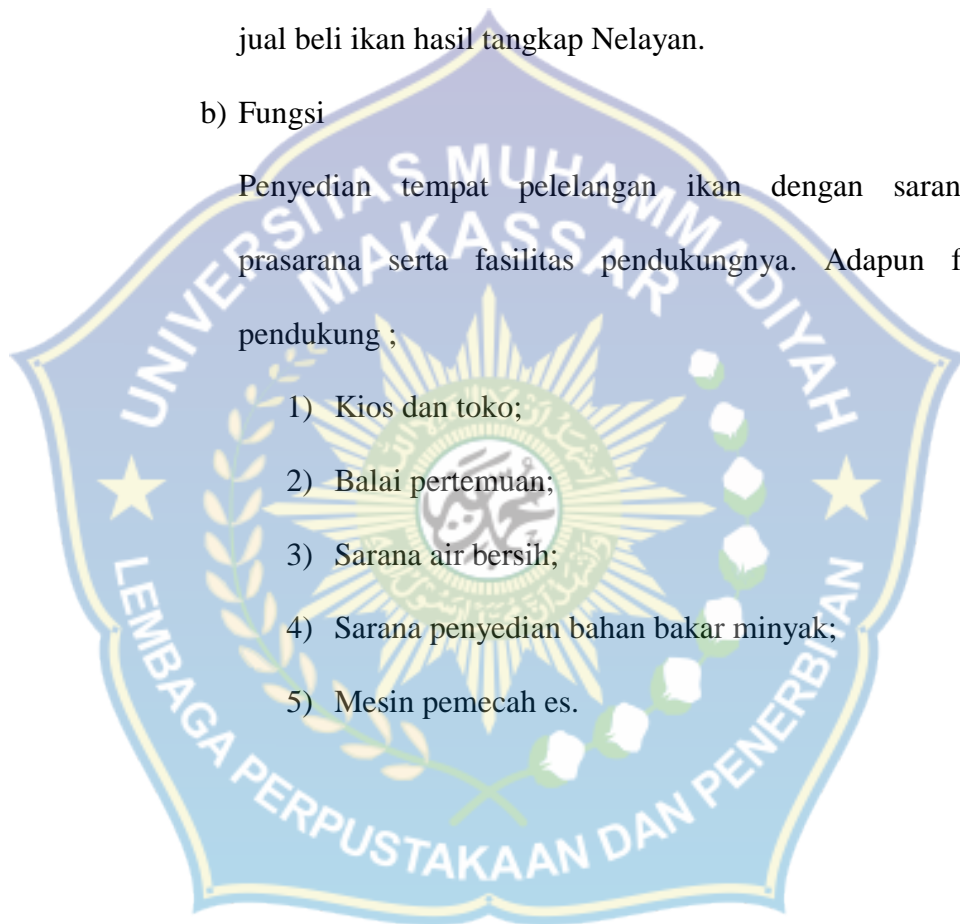 jual beli ikan hasil tangkap Nelayan.
b) Fungsi
Penyedian tempat pelelangan ikan dengan saran
prasarana serta fasilitas pendukungnya. Adapun f
pendukung ;
1) Kios dan toko;
2) Balai pertemuan;
3) Sarana air bersih;
4) Sarana penyedian bahan bakar minyak;
5) Mesin pemecah es.
UNIVERSITAS MUHAMMADIYAH
MAKASSAR
LEMBAGA PERPUSTAKAAN DAN PENERBITAN